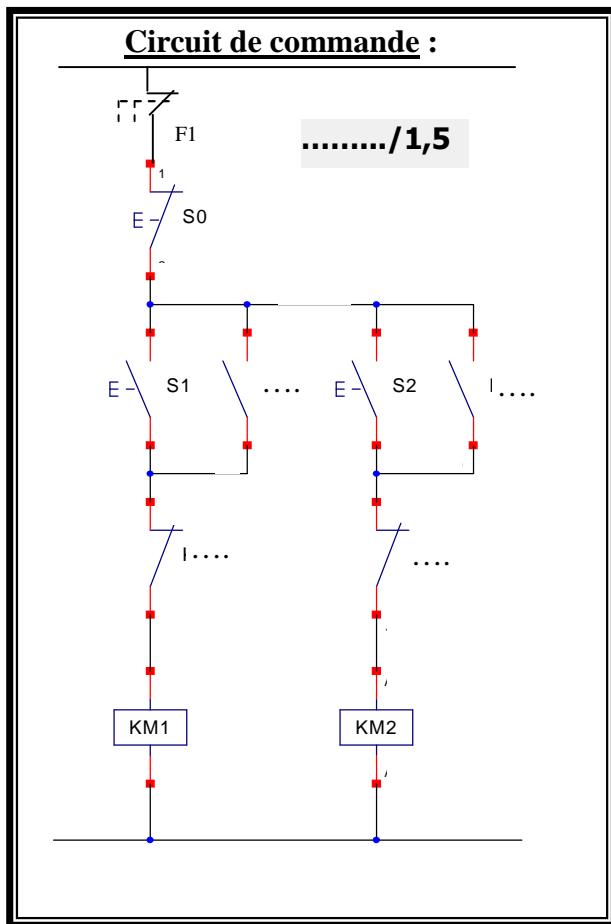 Circuit de commande :
F1
........./1,5
1
S0
S1
....
S2
....
....
....
KM1
KM2